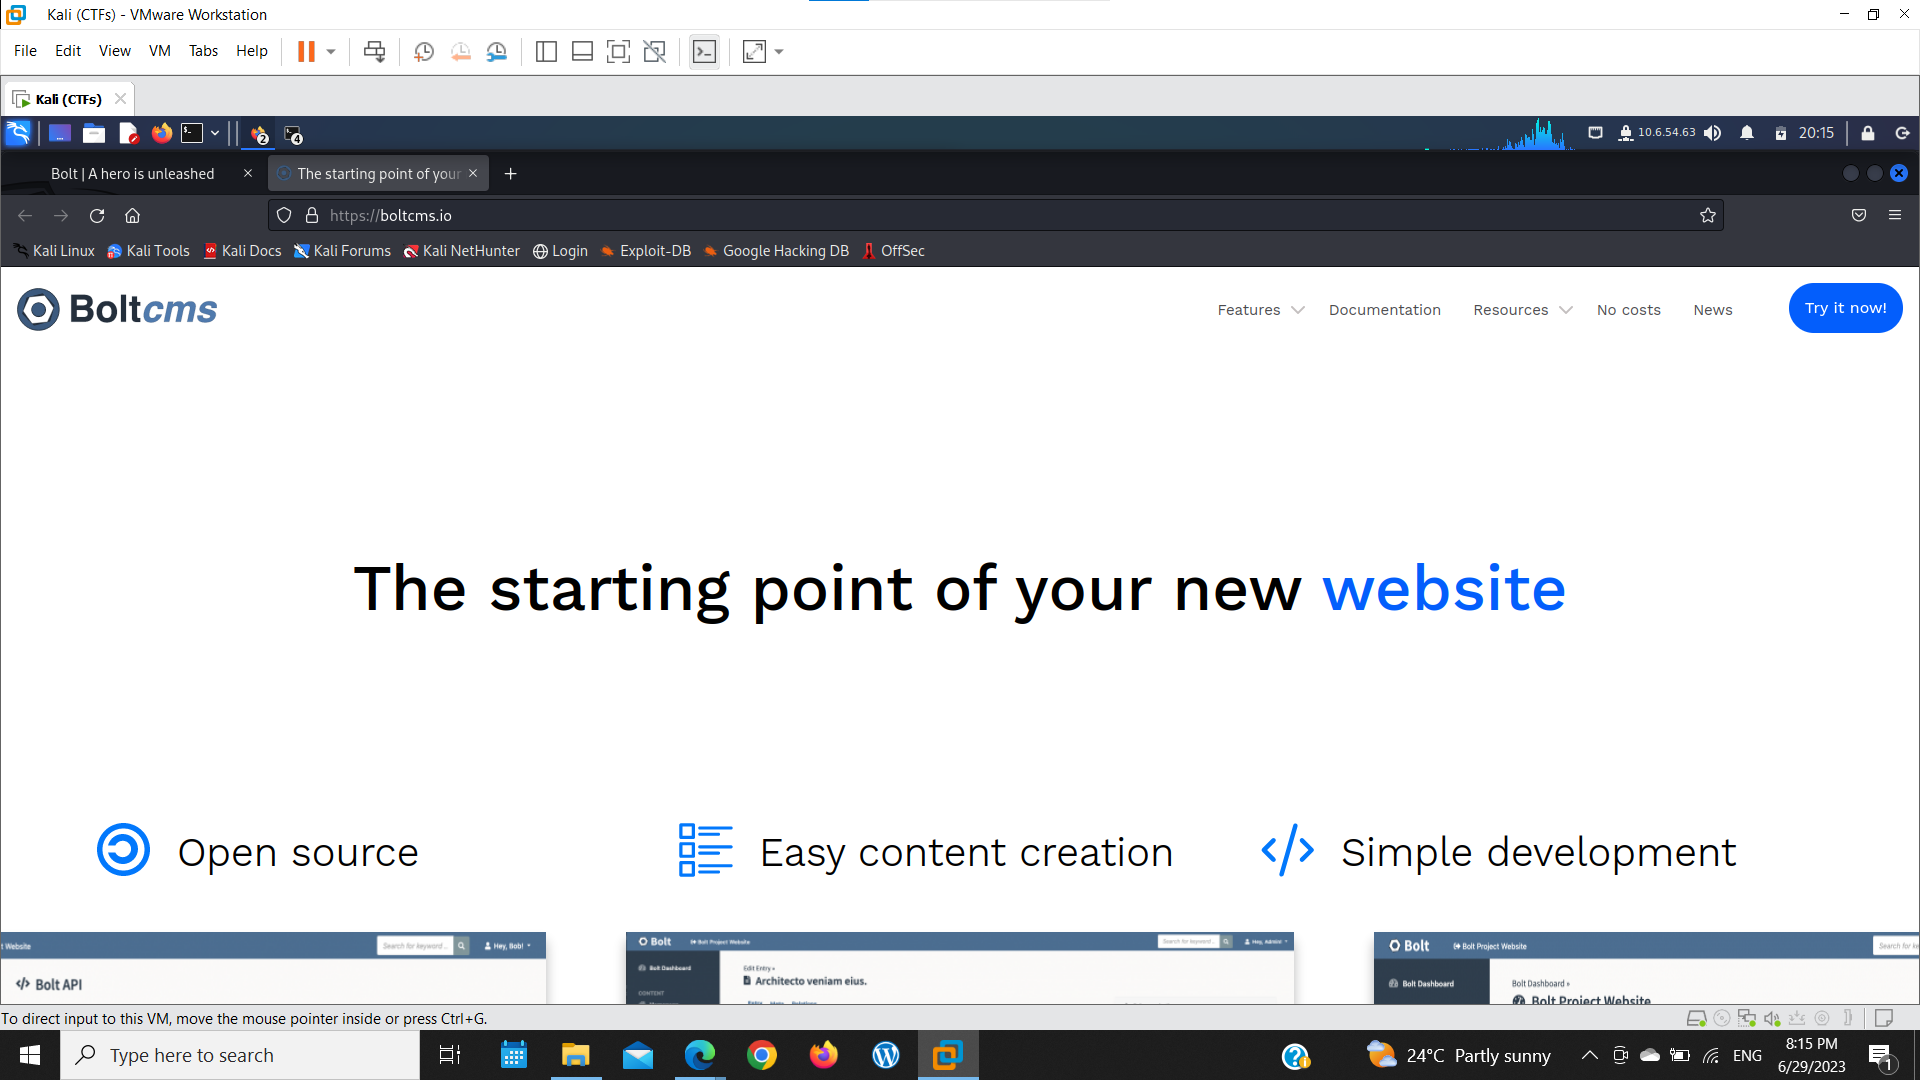 Kali (CTFs) - VMware Workstation
File Edit View VM Tabs Help
Kali (CTFs)
2 4 10.6.54.63 20:15
Bolt | A hero is unleashed The starting point of your
https://boltcms.io
Kali Linux Kali Tools Kali Docs Kali Forums Kali NetHunter Login Exploit-DB Google Hacking DB OffSec
Boltcms Features Documentation Resources No costs News Try it now!
The starting point of your new website
Open source Easy content creation Simple development
t Website Search for keyword ... Hey, Bob! Bolt Bolt Project Website Search for keyword ... Hey, Admin! Bolt Bolt Project Website Search for ke
Bolt API Bolt Dashboard Edit Entry » Bolt Dashboard Bolt Dashboard »
Architecto veniam eius. Bolt Project Website
CONTENT
To direct input to this VM, move the mouse pointer inside or press Ctrl+G.
Type here to search 24°C Partly sunny ENG 8:15 PM
6/29/2023 1